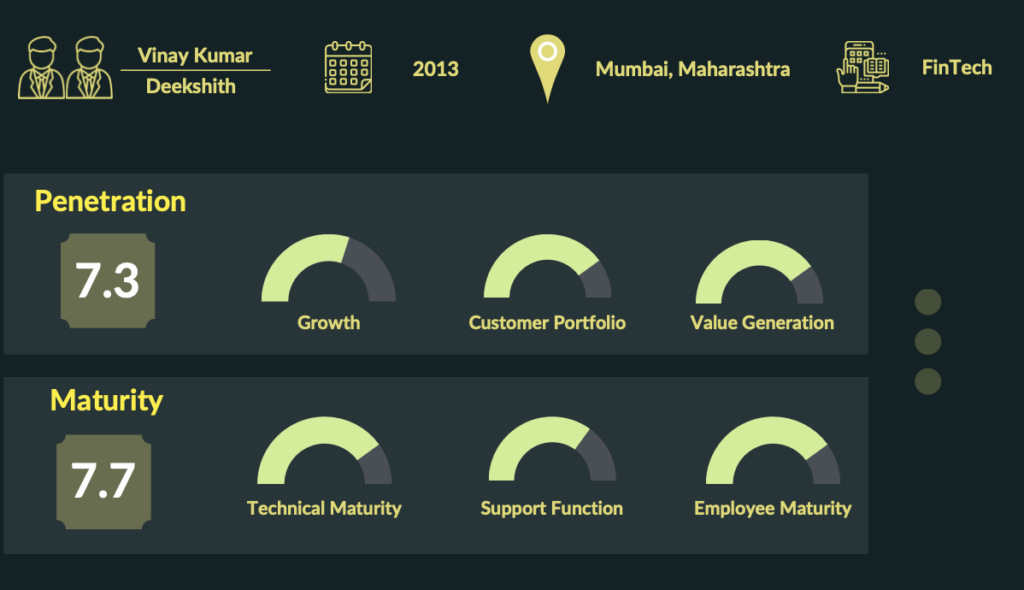 Vinay Kumar
Deekshith
2013
Mumbai, Maharashtra
FinTech
Penetration
7.3
Growth
Customer Portfolio
Value Generation
Maturity
7.7
Technical Maturity
Support Function
Employee Maturity